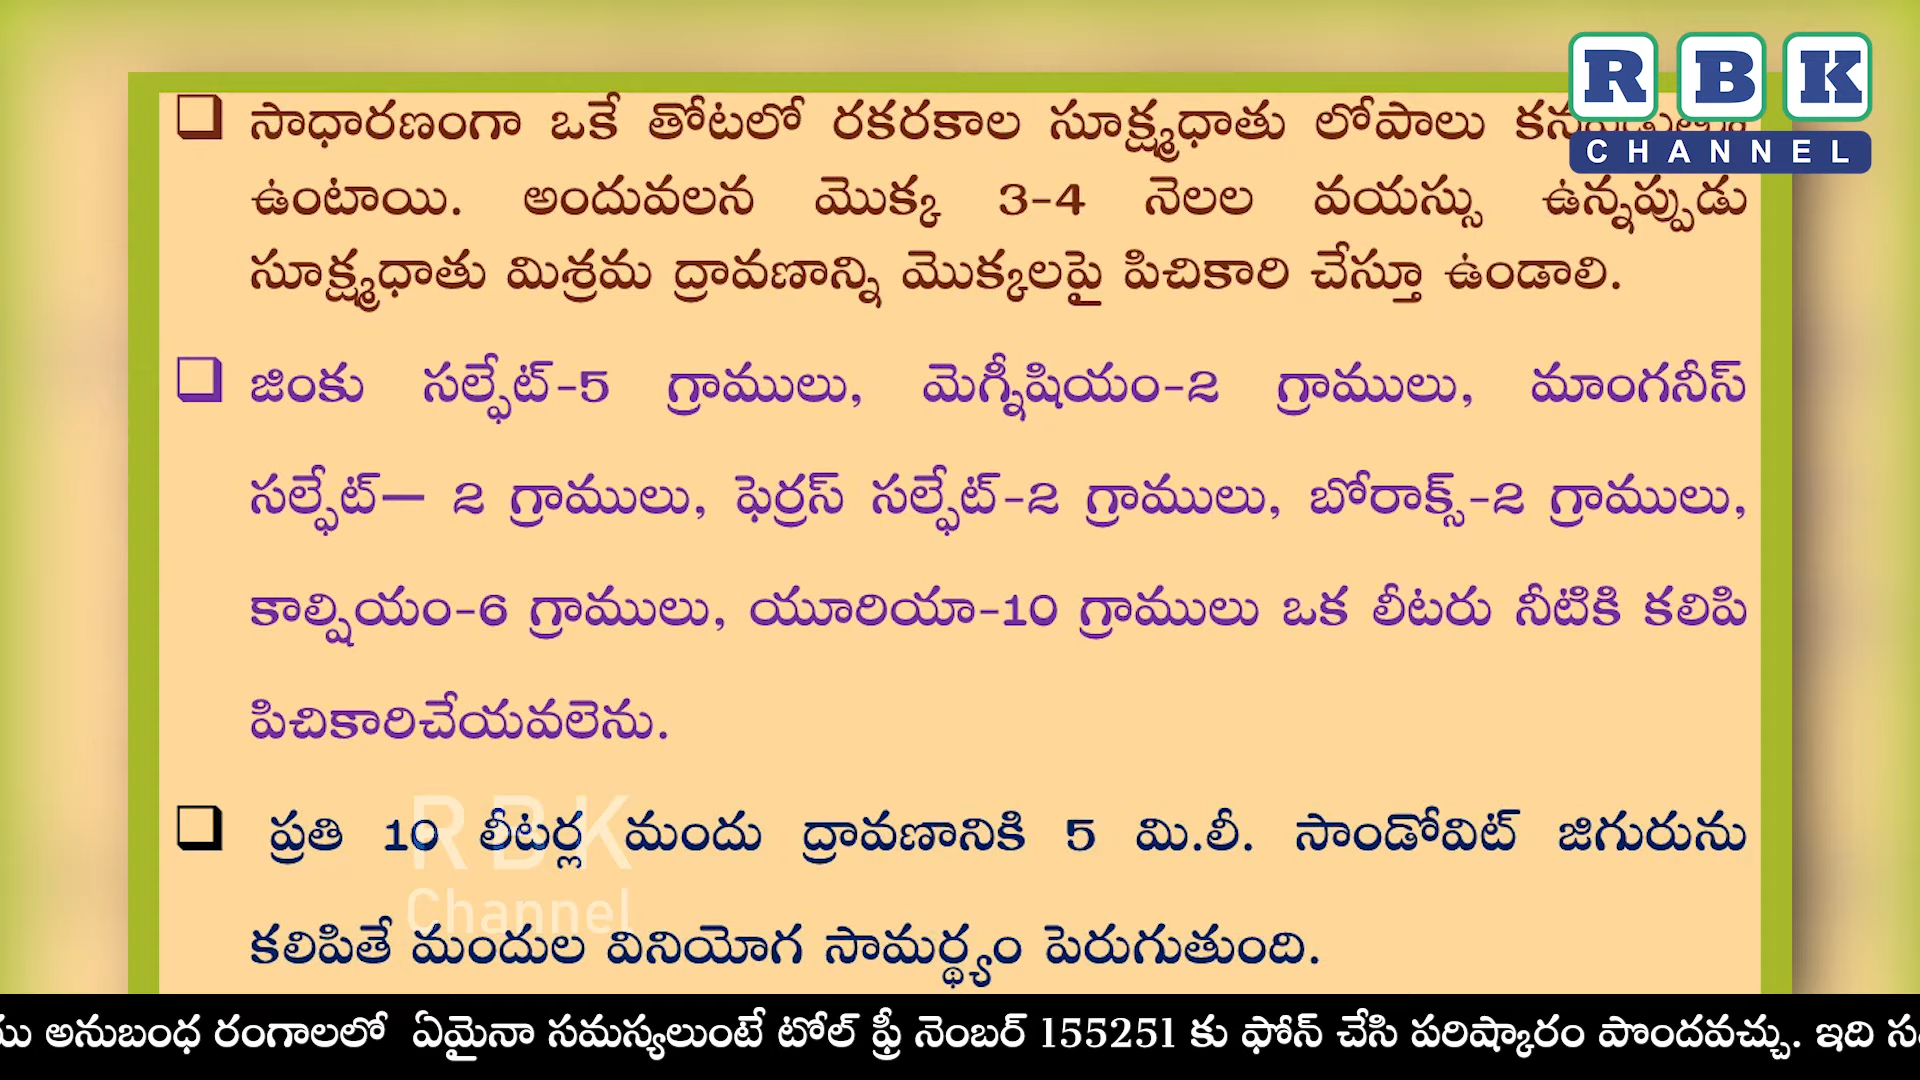 R B K
CHANNEL
❑ సాధారణంగా ఒకే తోటలో రకరకాల సూక్ష్మధాతు లోపాలు
ఉంటాయి. అందువలన మొక్క 3-4 నెలల వయస్సు ఉన్నప్పుడు
సూక్ష్మధాతు మిశ్రమ ద్రావణాన్ని మొక్కలపై పిచికారి చేస్తూ ఉండాలి.
❑ జింకు సల్ఫేట్-5 గ్రాములు, మెగ్నీషియం-2 గ్రాములు, మాంగనీస్
సల్ఫేట్— 2 గ్రాములు, ఫెర్రస్ సల్ఫేట్-2 గ్రాములు, బోరాక్స్-2 గ్రాములు,
కాల్షియం-6 గ్రాములు, యూరియా-10 గ్రాములు ఒక లీటరు నీటికి కలిపి
పిచికారిచేయవలెను.
❑ ప్రతి 10 లీటర్ల మందు ద్రావణానికి 5 మి.లీ. సాండోవిట్ జిగురును
కలిపితే మందుల వినియోగ సామర్థ్యం పెరుగుతుంది.
RBK
Channel
అనుబంధ రంగాలలో ఏమైనా సమస్యలుంటే టోల్ ఫ్రీ నెంబర్ 155251 కు ఫోన్ చేసి పరిష్కారం పొందవచ్చు. ఇది